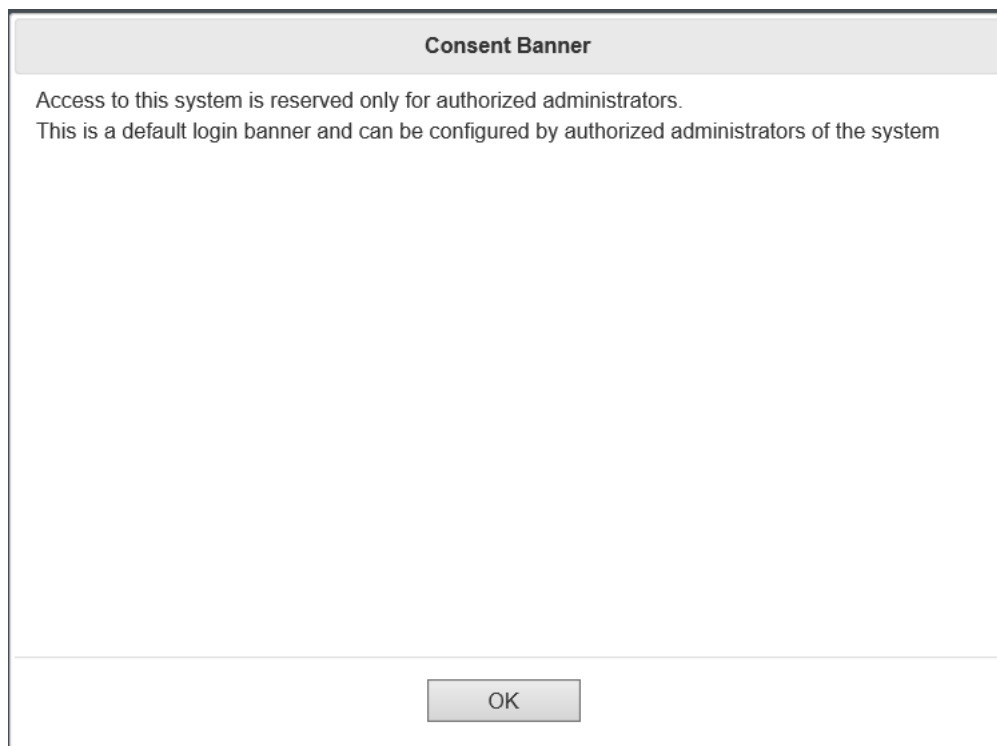 Consent Banner
Access to this system is reserved only for authorized administrators.
This is a default login banner and can be configured by authorized administrators of the system
OK